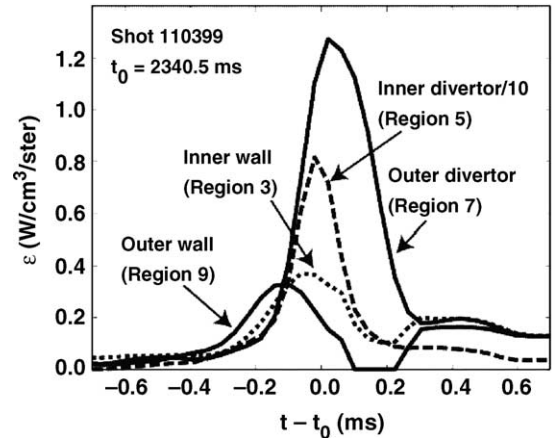 Shot 110399
t0 = 2340.5 ms
Inner divertor/10
(Region 5)
Inner wall
(Region 3)
Outer divertor
(Region 7)
Outer wall
(Region 9)
ε (W/cm3/ster)
1.2
1.0
0.8
0.6
0.4
0.2
0.0
−0.6 −0.4 −0.2 0.0 0.2 0.4 0.6
t – t0 (ms)